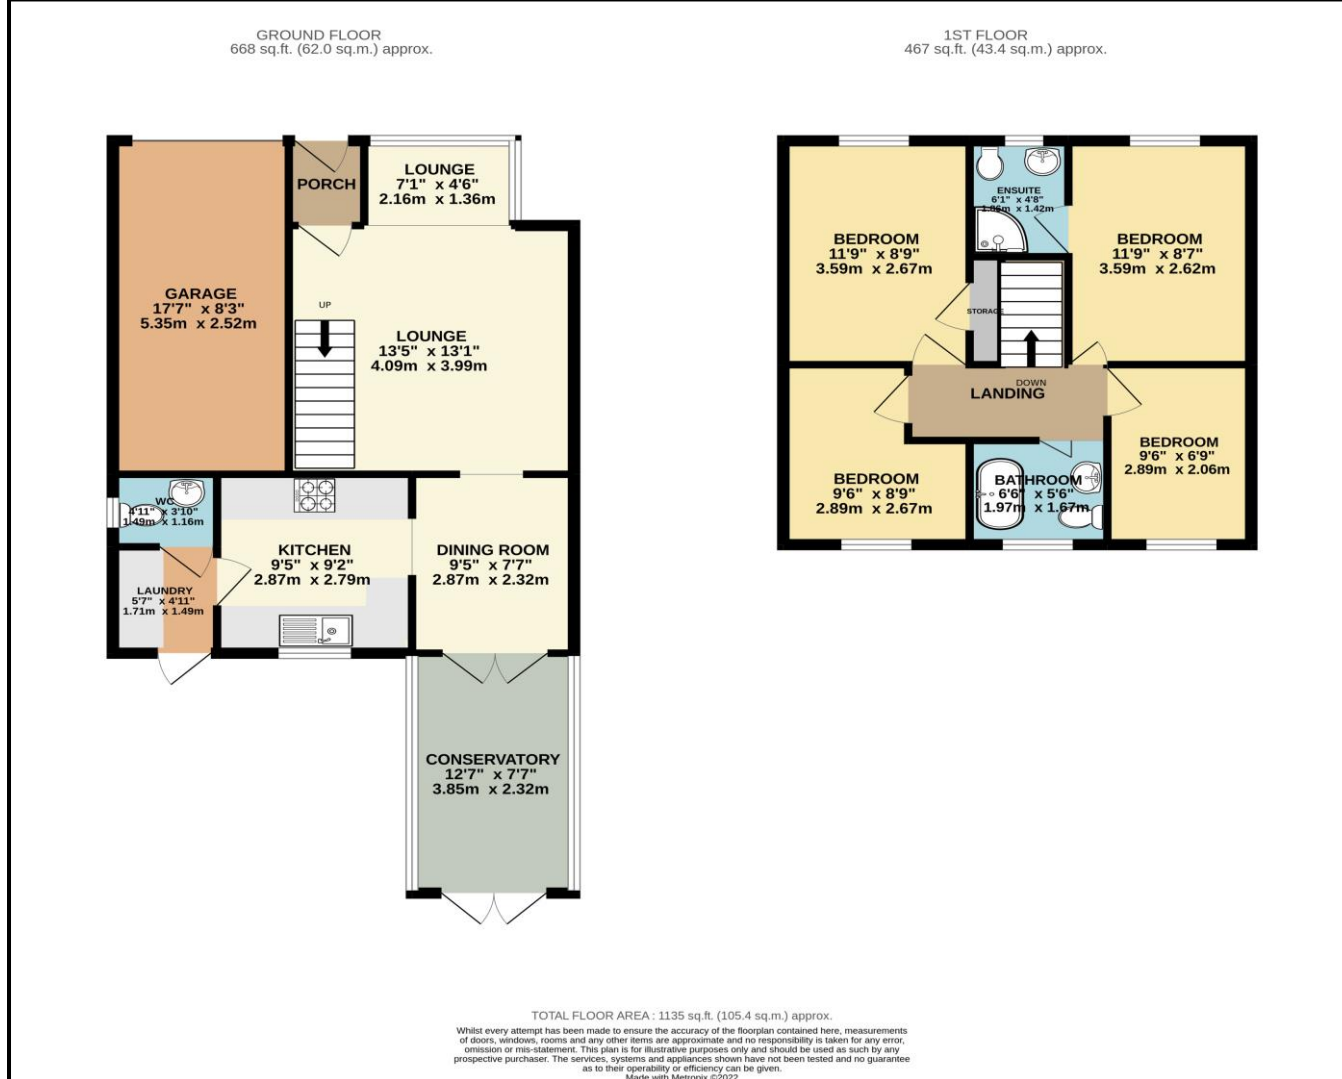 GROUND FLOOR
668 sq.ft. (62.0 sq.m.) approx.
1ST FLOOR
467 sq.ft. (43.4 sq.m.) approx.
PORCH
LOUNGE
7'1" x 4'6"
2.16m x 1.36m
GARAGE
17'7" x 8'3"
5.35m x 2.52m
UP
LOUNGE
13'5" x 13'1"
4.09m x 3.99m
WC
4'11" x 3'10"
1.49m x 1.16m
KITCHEN
9'5" x 9'2"
2.87m x 2.79m
DINING ROOM
9'5" x 7'7"
2.87m x 2.32m
LAUNDRY
5'7" x 4'11"
1.71m x 1.49m
CONSERVATORY
12'7" x 7'7"
3.85m x 2.32m
BEDROOM
11'9" x 8'9"
3.59m x 2.67m
ENSUITE
6'1" x 4'8"
1.86m x 1.42m
BEDROOM
11'9" x 8'7"
3.59m x 2.62m
STORAGE
DOWN
LANDING
BEDROOM
9'6" x 8'9"
2.89m x 2.67m
BATHROOM
6'6" x 5'6"
1.97m x 1.67m
BEDROOM
9'6" x 6'9"
2.89m x 2.06m
TOTAL FLOOR AREA : 1135 sq.ft. (105.4 sq.m.) approx.
Whilst every attempt has been made to ensure the accuracy of the floorplan contained here, measurements
of doors, windows, rooms and any other items are approximate and no responsibility is taken for any error,
omission or mis-statement. This plan is for illustrative purposes only and should be used as such by any
prospective purchaser. The services, systems and appliances shown have not been tested and no guarantee
as to their operability or efficiency can be given.
Made with Metropix ©2022